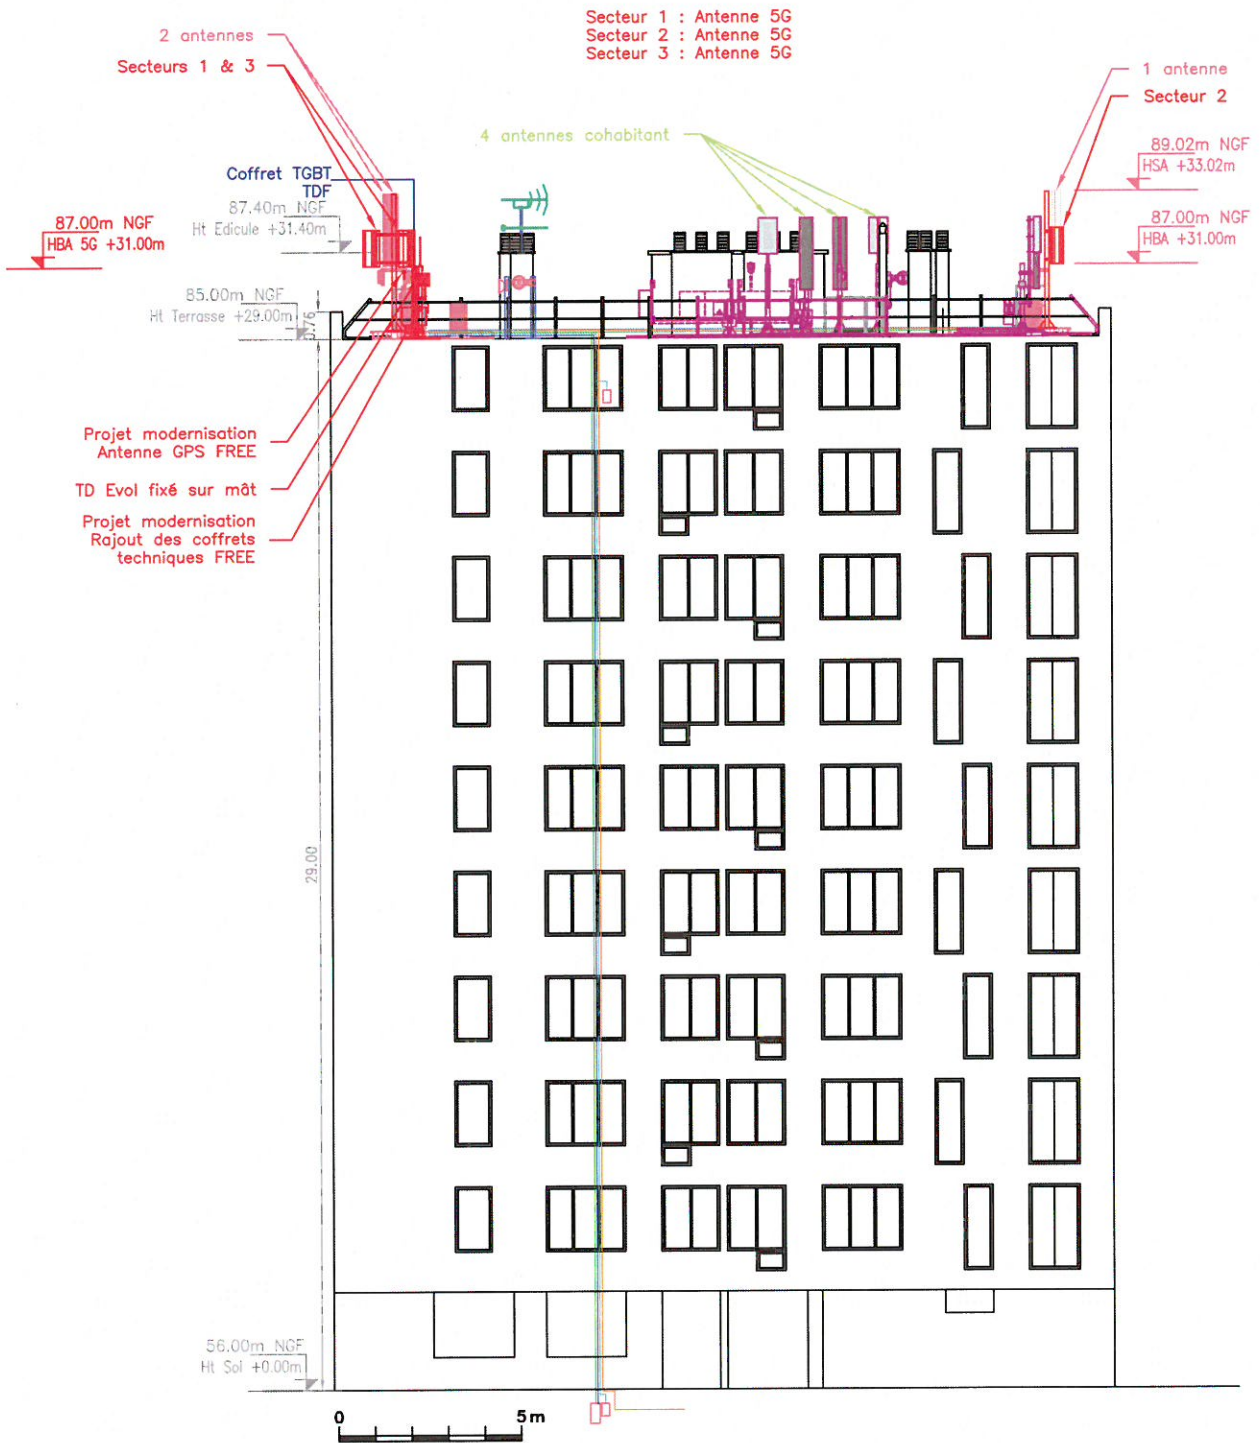 Secteur 1 : Antenne 5G
Secteur 2 : Antenne 5G
Secteur 3 : Antenne 5G
2 antennes
Secteurs 1 & 3
1 antenne
Secteur 2
4 antennes cohabitant
89.02m NGF
HSA +33.02m
Coffret TGBT
TDF
87.40m NGF
Ht Edicule +31.40m
87.00m NGF
HBA 5G +31.00m
87.00m NGF
HBA +31.00m
85.00m NGF
Ht Terrasse +29.00m
Projet modernisation
Antenne GPS FREE
TD Evol fixé sur mât
Projet modernisation
Rajout des coffrets
techniques FREE
29.00
56.00m NGF
Ht Sol +0.00m
0 5m